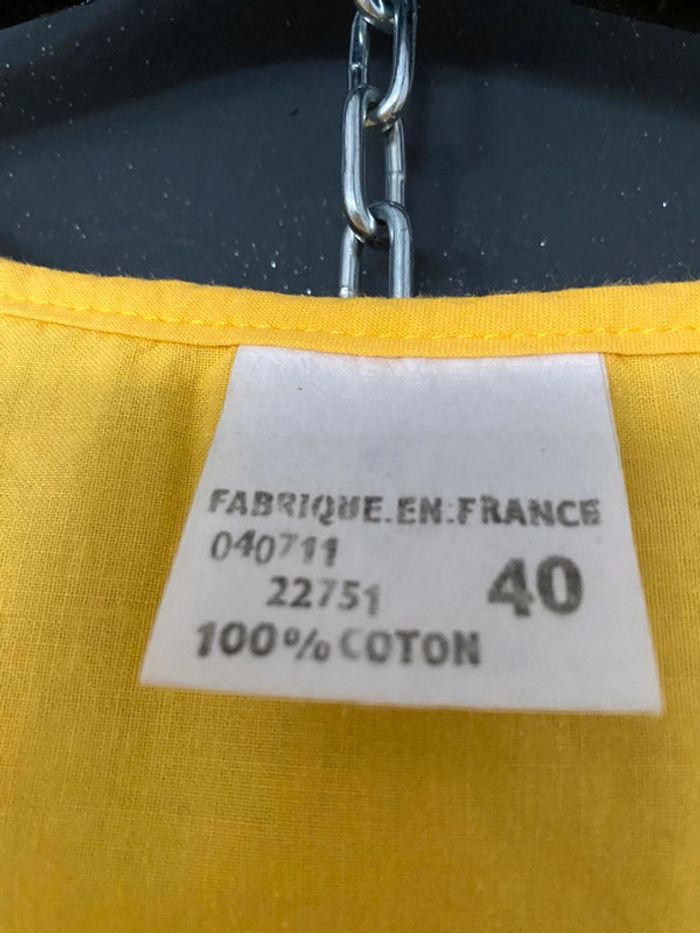 FABRIQUE.EN.FRANCE
040711
22751 40
100% COTON